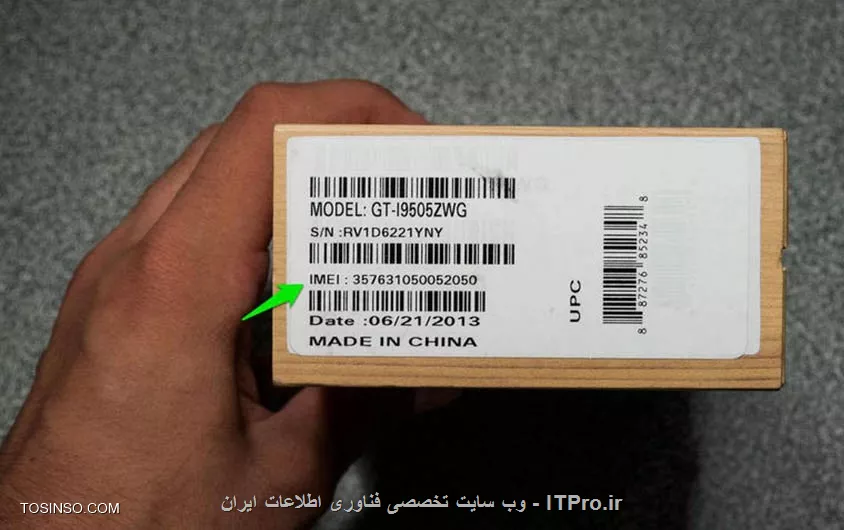 MODEL: GT-I9505ZWG
S/N :RV1D6221YNY
IMEI : 357631050052050
Date :06/21/2013
MADE IN CHINA
UPC
8 87276 85234 8
TOSINSO.COM
ITPro.ir - وب سایت تخصصی فناوری اطلاعات ایران